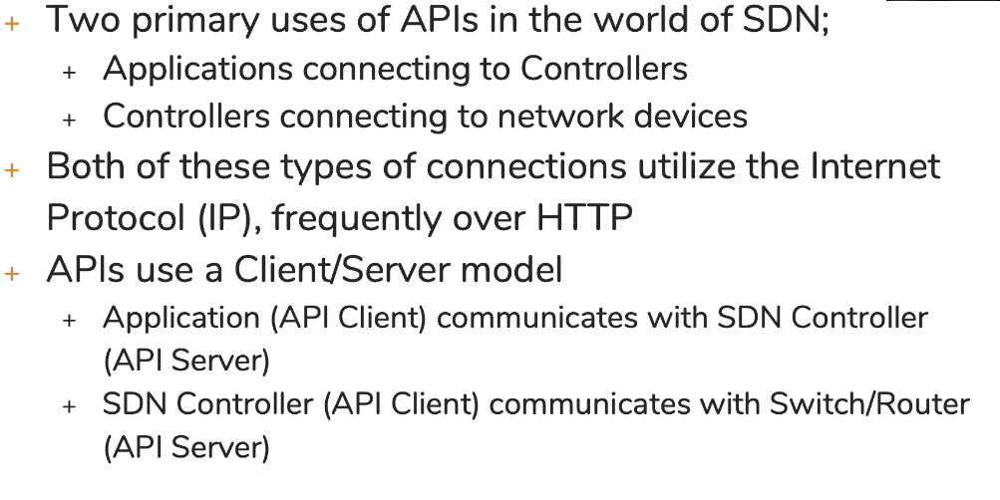 + Two primary uses of APIs in the world of SDN;
+ Applications connecting to Controllers
+ Controllers connecting to network devices
+ Both of these types of connections utilize the Internet
Protocol (IP), frequently over HTTP
+ APIs use a Client/Server model
+ Application (API Client) communicates with SDN Controller
(API Server)
+ SDN Controller (API Client) communicates with Switch/Router
(API Server)